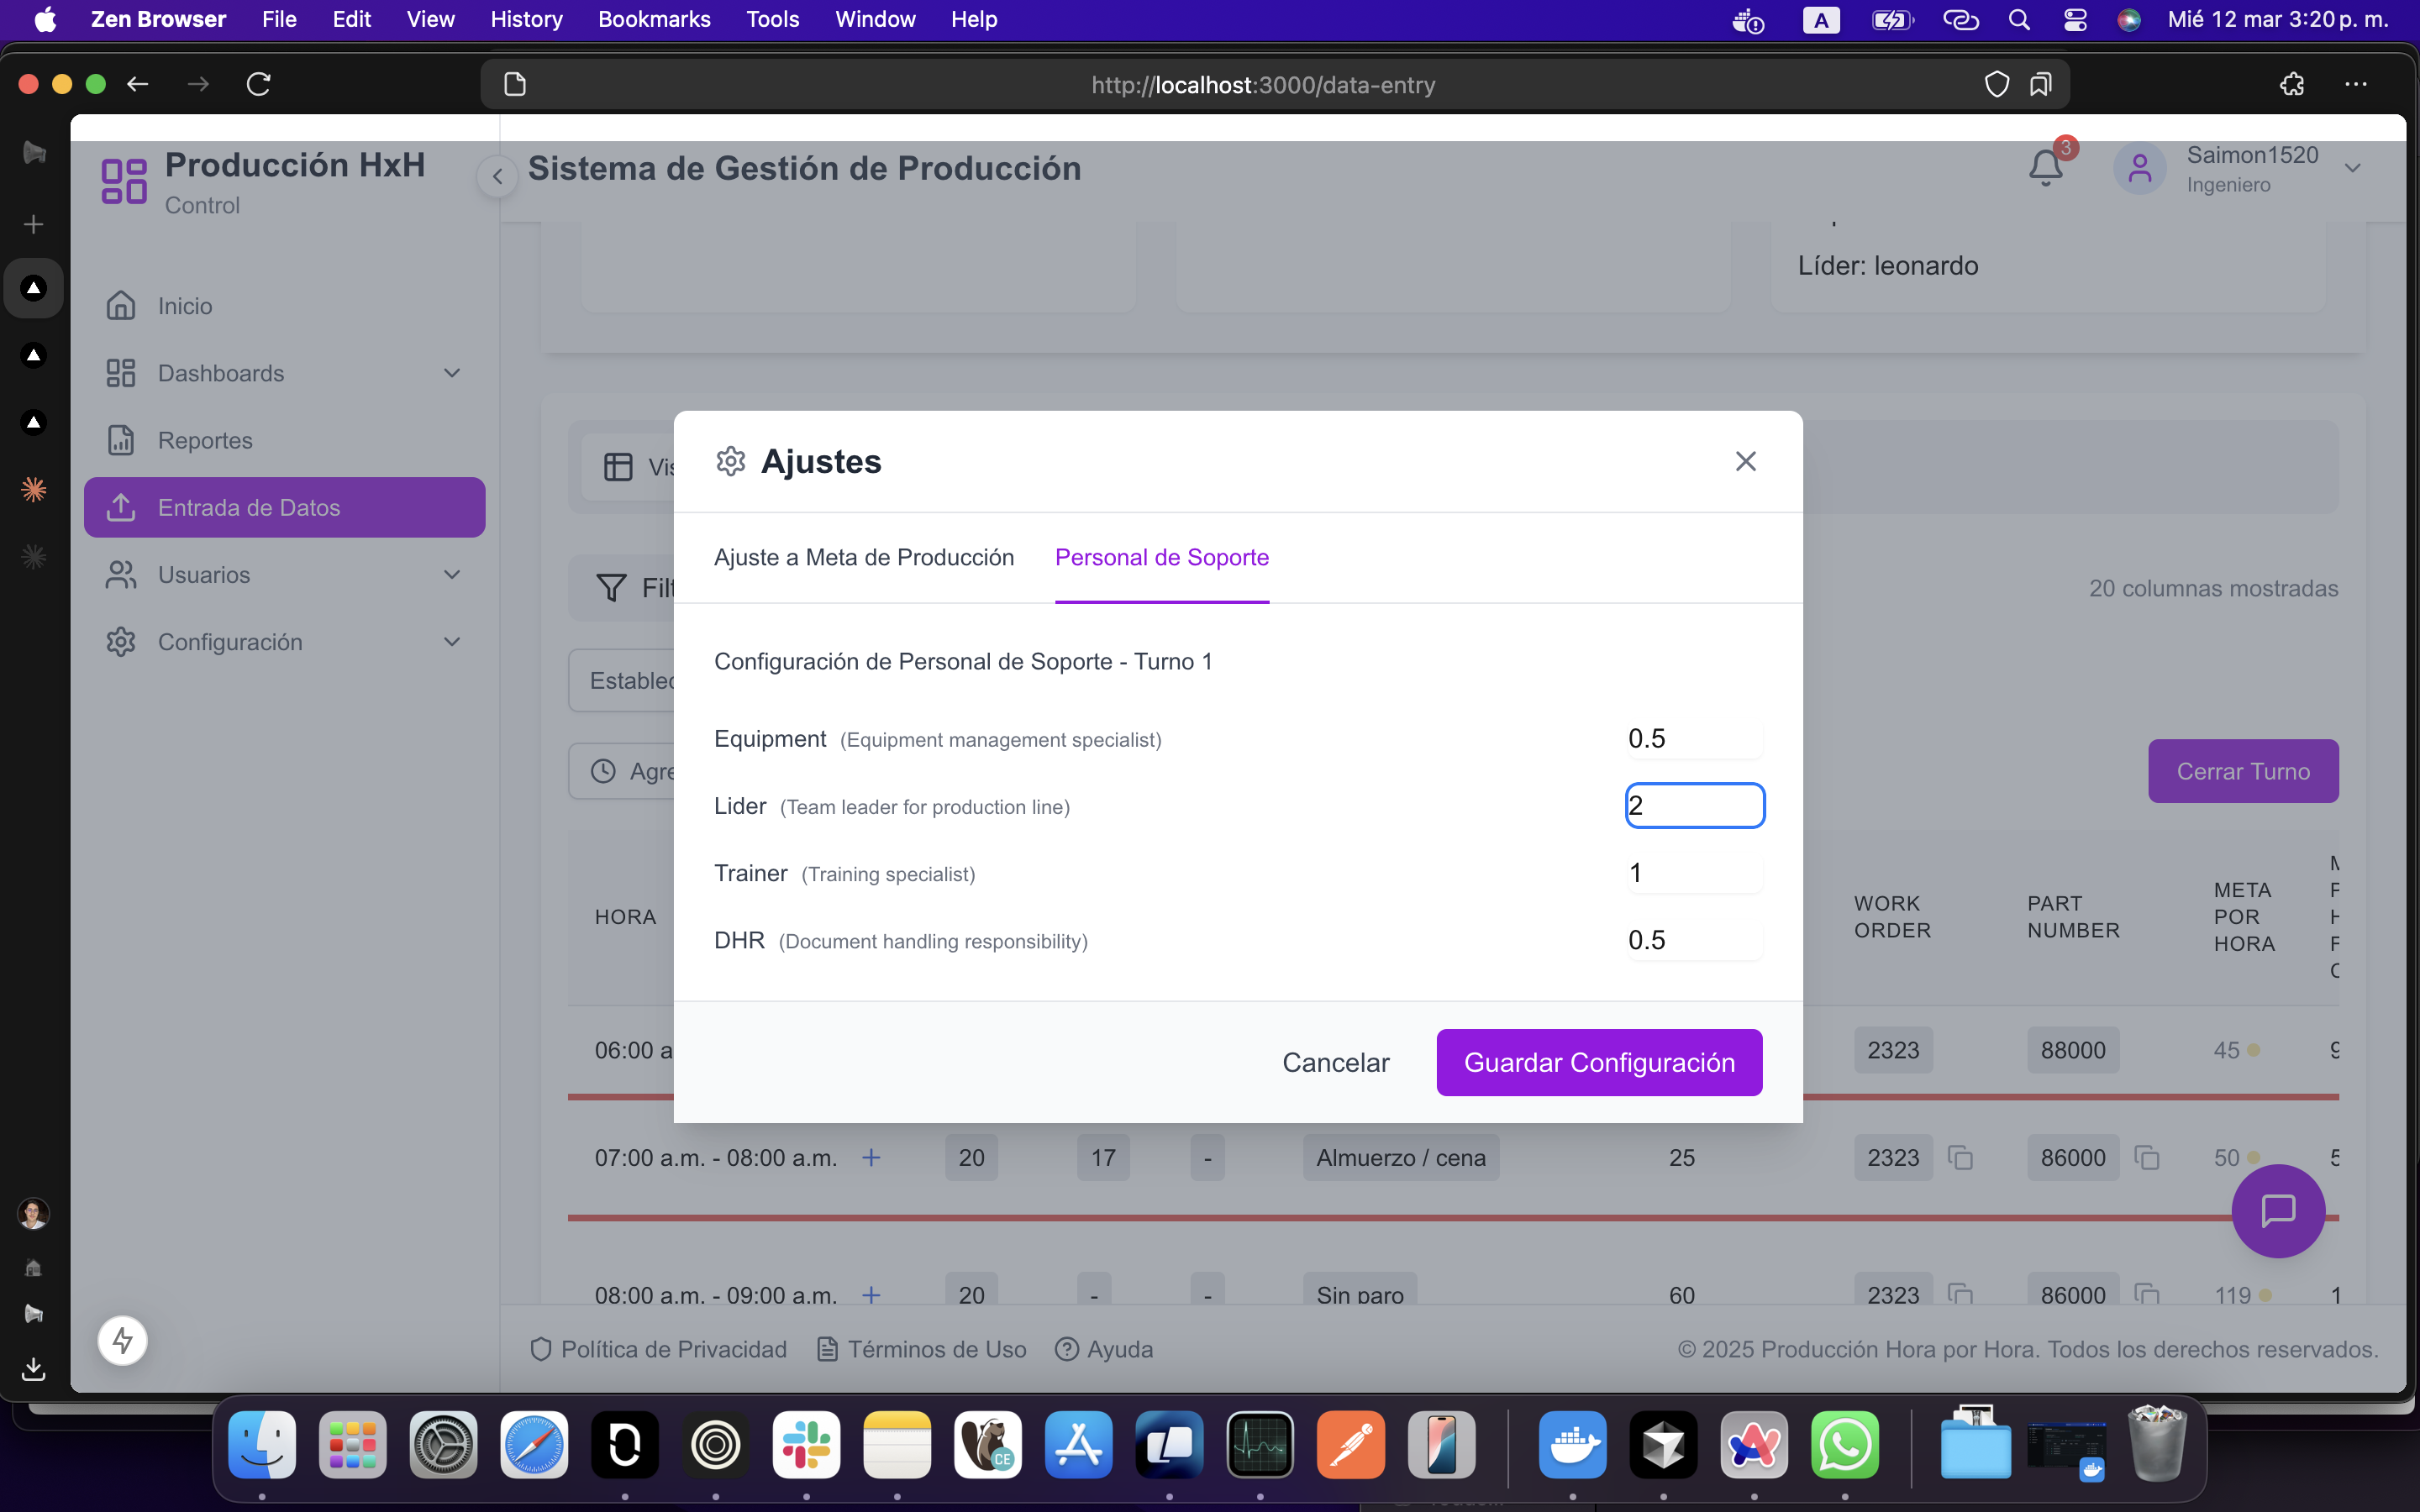 Zen Browser File Edit View History Bookmarks Tools Window Help
A
Mié 12 mar 3:20 p. m.
http://localhost:3000/data-entry
Producción HxH
Control
Sistema de Gestión de Producción
3
Saimon1520
Ingeniero
Líder: leonardo
Inicio
Dashboards
Reportes
Entrada de Datos
Usuarios
Configuración
Vis
Filt
20 columnas mostradas
Establec
Agre
Cerrar Turno
Ajustes
Ajuste a Meta de Producción Personal de Soporte
Configuración de Personal de Soporte - Turno 1
Equipment (Equipment management specialist) 0.5
Lider (Team leader for production line) 2
Trainer (Training specialist) 1
DHR (Document handling responsibility) 0.5
Cancelar Guardar Configuración
HORA
WORK
ORDER
PART
NUMBER
META
POR
HORA
06:00 a
2323 88000 45 9
07:00 a.m. - 08:00 a.m. + 20 17 - Almuerzo / cena 25 2323 86000 50 5
08:00 a.m. - 09:00 a.m. + 20 - - Sin paro 60 2323 86000 119 1
Política de Privacidad Términos de Uso Ayuda
© 2025 Producción Hora por Hora. Todos los derechos reservados.
CE